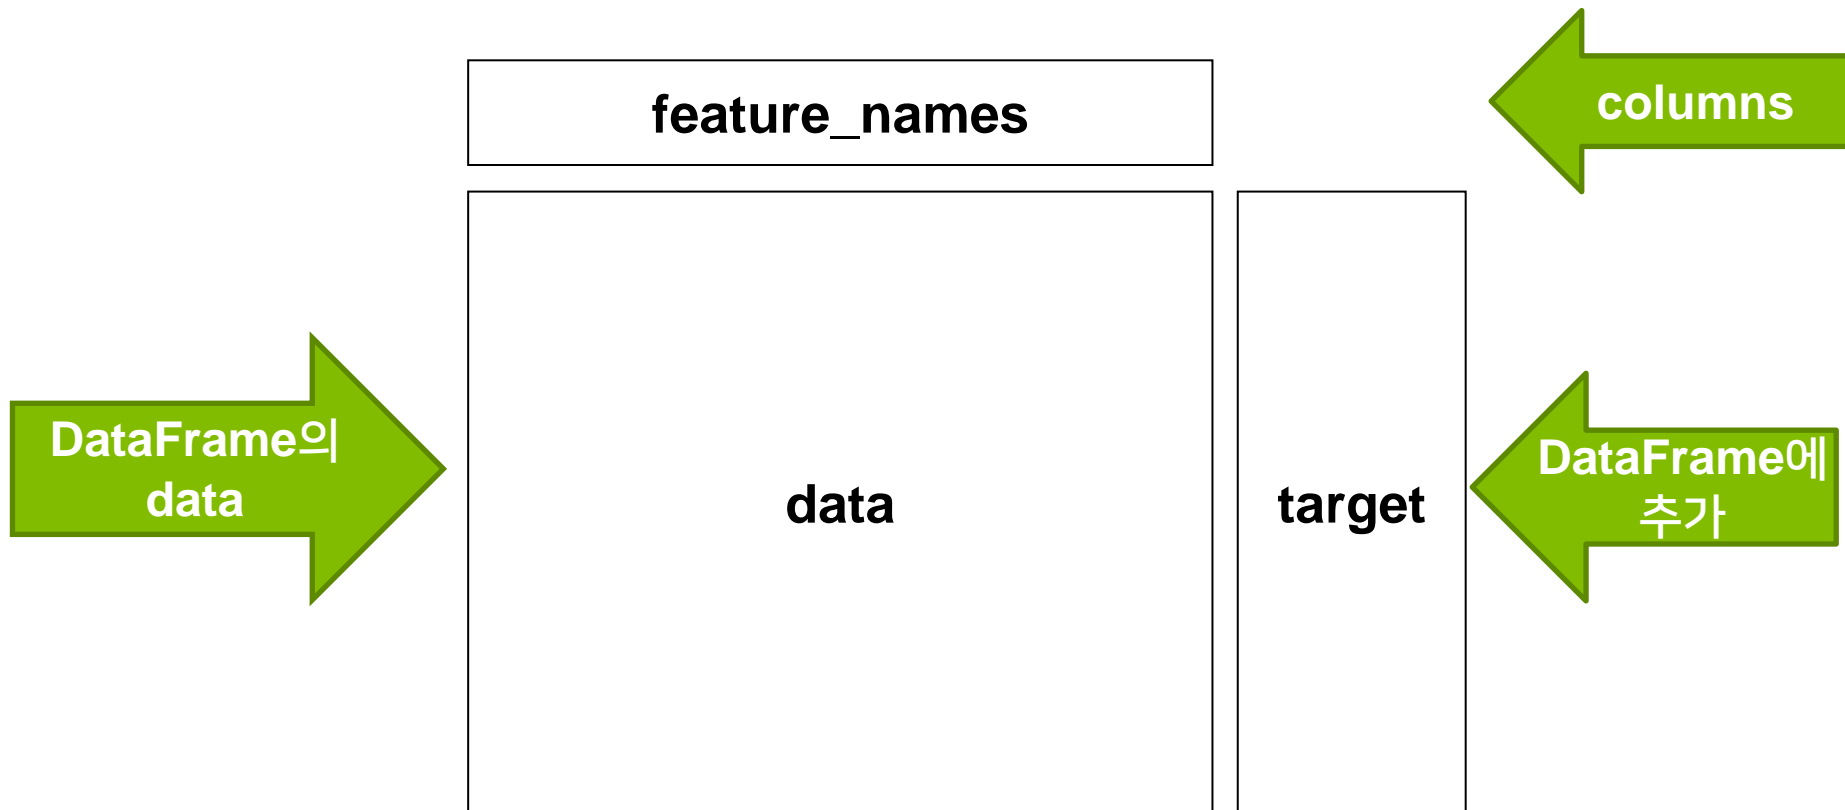 feature_names
columns
DataFrame의
data
data
target
DataFrame에
추가